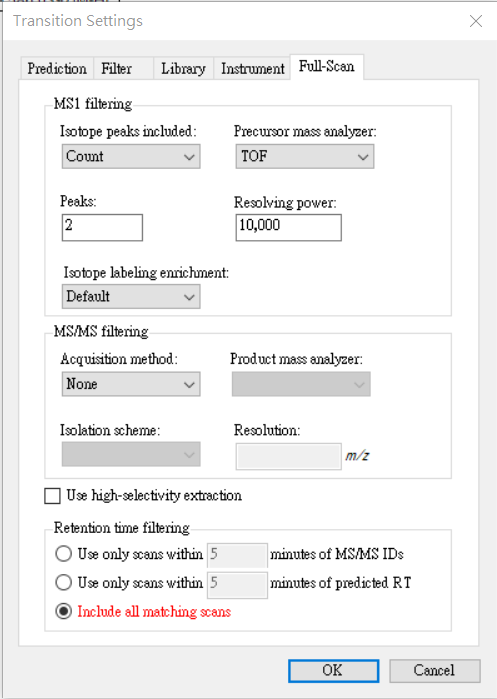 Transition Settings
Prediction Filter Library Instrument Full-Scan
MS1 filtering
Isotope peaks included: Precursor mass analyzer:
Count TOF
Peaks: Resolving power:
2 10,000
Isotope labeling enrichment:
Default
MS/MS filtering
Acquisition method: Product mass analyzer:
None
Isolation scheme: Resolution:
m/z
Use high-selectivity extraction
Retention time filtering
Use only scans within 5 minutes of MS/MS IDs
Use only scans within 5 minutes of predicted RT
Include all matching scans
OK Cancel